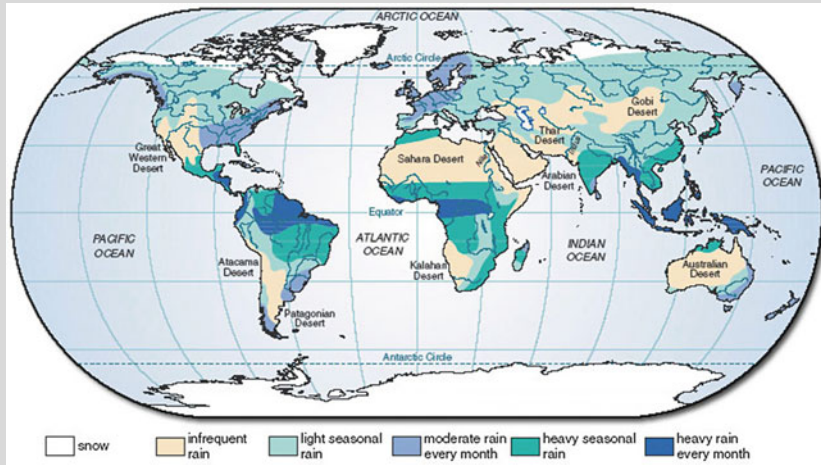 ARCTIC OCEAN
Arctic Circle
Gobi
Desert
Thar
Desert
Great
Western
Desert
Sahara Desert
Nile
Arabian
Desert
PACIFIC
OCEAN
Equator
PACIFIC
OCEAN
ATLANTIC
OCEAN
INDIAN
OCEAN
Atacama
Desert
Kalahari
Desert
Australian
Desert
Patagonian
Desert
Antarctic Circle
snow
infrequent
rain
light seasonal
rain
moderate rain
every month
heavy seasonal
rain
heavy rain
every month